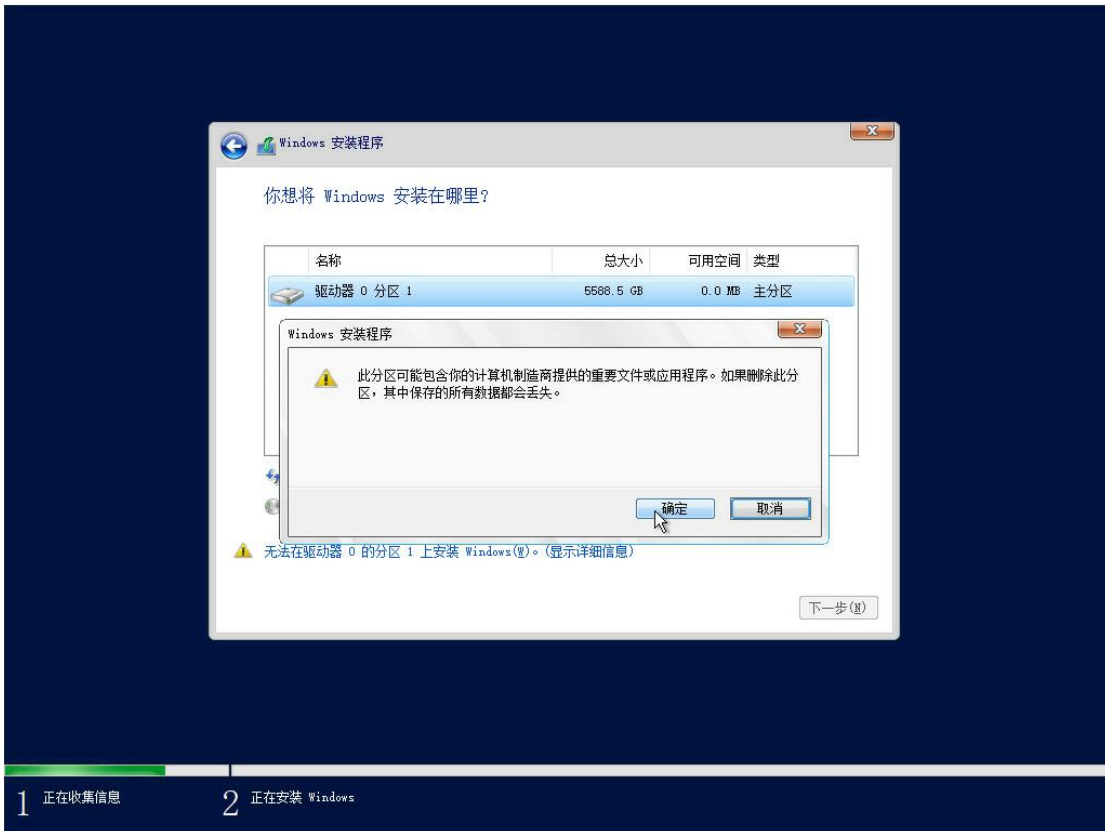 Windows 安装程序
你想将 Windows 安装在哪里?
名称 总大小 可用空间 类型
驱动器 0 分区 1 5588.5 GB 0.0 MB 主分区
Windows 安装程序
此分区可能包含你的计算机制造商提供的重要文件或应用程序。如果删除此分
区，其中保存的所有数据都会丢失。
确定 取消
无法在驱动器 0 的分区 1 上安装 Windows(W)。(显示详细信息)
下一步(N)
1 正在收集信息 2 正在安装 Windows